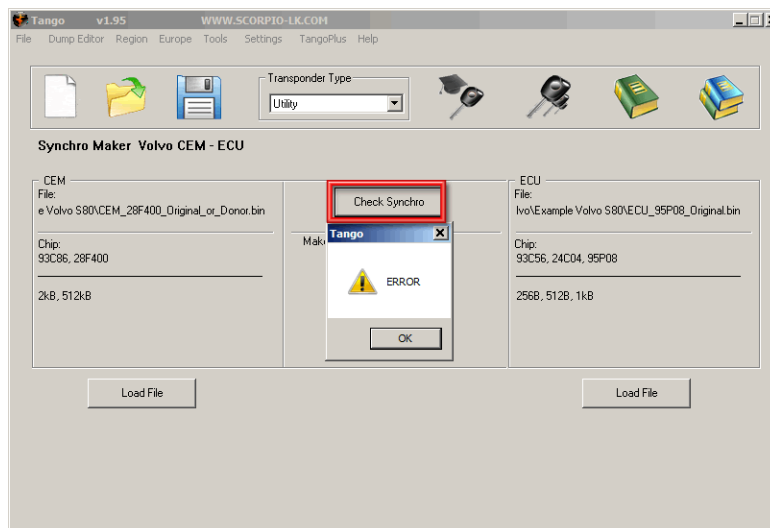 Tango v1.95 WWW.SCORPIO-LK.COM
File Dump Editor Region Europe Tools Settings TangoPlus Help
Transponder Type
Utility
Synchro Maker Volvo CEM - ECU
CEM
File:
e Volvo S80\CEM_28F400_Original_or_Donor.bin
Chip:
93C86, 28F400
2kB, 512kB
Load File
Check Synchro
Tango
ERROR
OK
ECU
File:
lvo\Example Volvo S80\ECU_95P08_Original.bin
Chip:
93C56, 24C04, 95P08
256B, 512B, 1kB
Load File